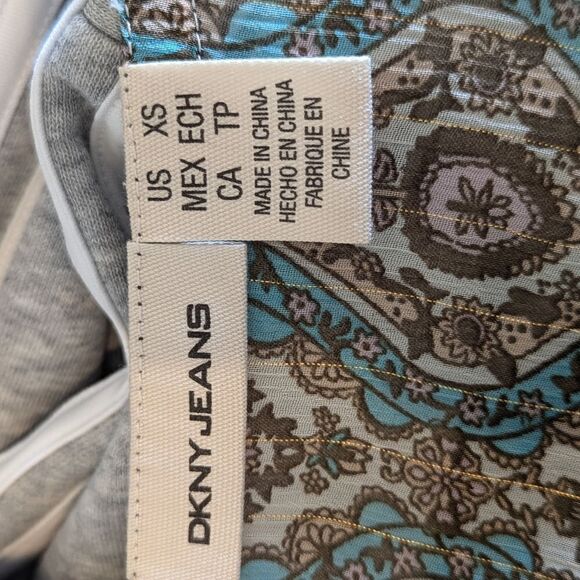 US XS
MEX ECH
CA TP
MADE IN CHINA
HECHO EN CHINA
FABRIQUE EN
CHINE
DKNY JEANS